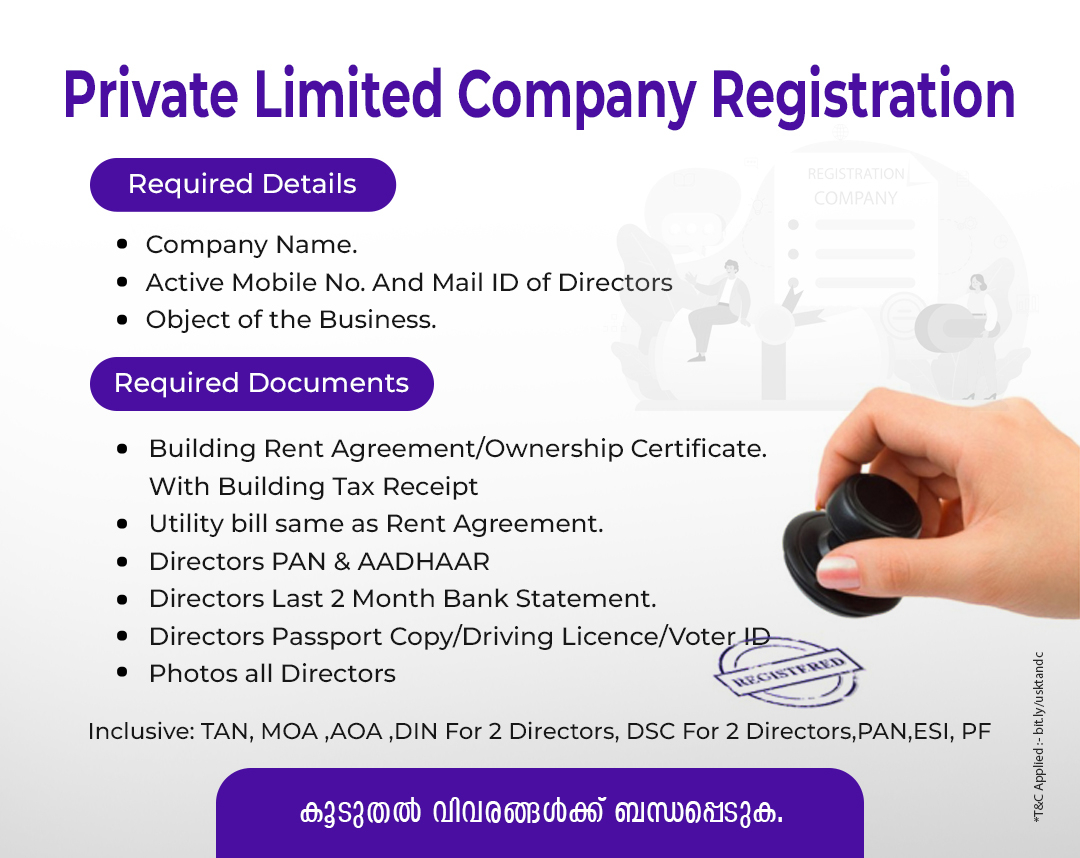 Private Limited Company Registration
Required Details
REGISTRATION
COMPANY
• Company Name.
• Active Mobile No. And Mail ID of Directors
• Object of the Business.
Required Documents
• Building Rent Agreement/Ownership Certificate.
With Building Tax Receipt
• Utility bill same as Rent Agreement.
• Directors PAN & AADHAAR
• Directors Last 2 Month Bank Statement.
• Directors Passport Copy/Driving Licence/Voter ID
• Photos all Directors
REGISTERED
Inclusive: TAN, MOA ,AOA ,DIN For 2 Directors, DSC For 2 Directors,PAN,ESI, PF
*T&C Applied :- bit.ly/usktandc
കൂടുതൽ വിവരങ്ങൾക്ക് ബന്ധപ്പെടുക.